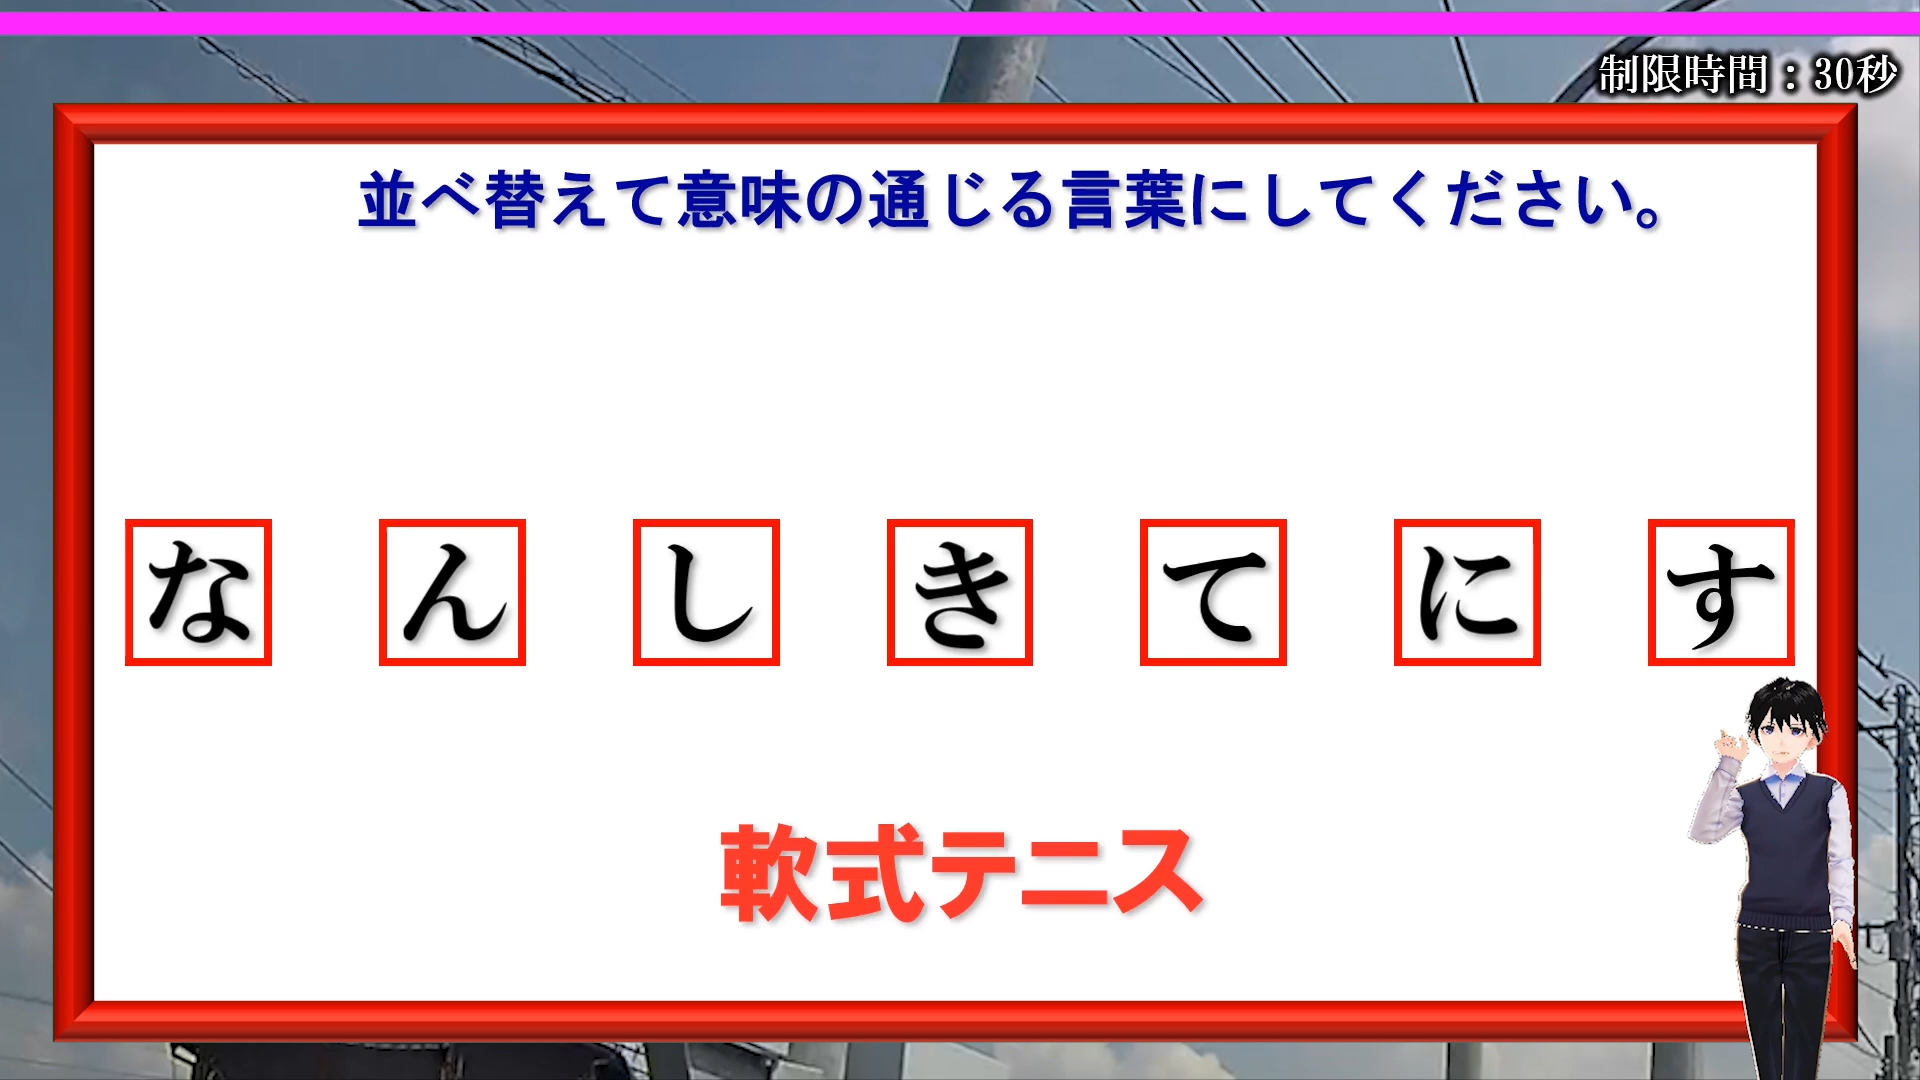 制限時間：30秒
並べ替えて意味の通じる言葉にしてください。
な ん し き て に す
軟式テニス